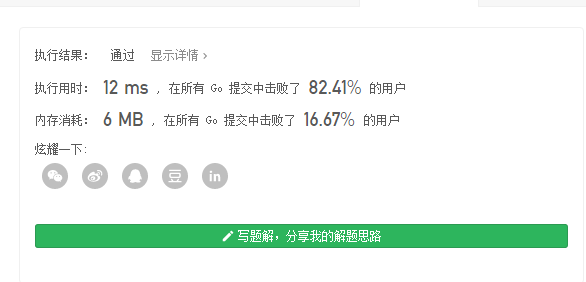 执行结果： 通过 显示详情 ›
执行用时： 12 ms ，在所有 Go 提交中击败了 82.41% 的用户
内存消耗： 6 MB ，在所有 Go 提交中击败了 16.67% 的用户
炫耀一下:
豆 in
写题解，分享我的解题思路